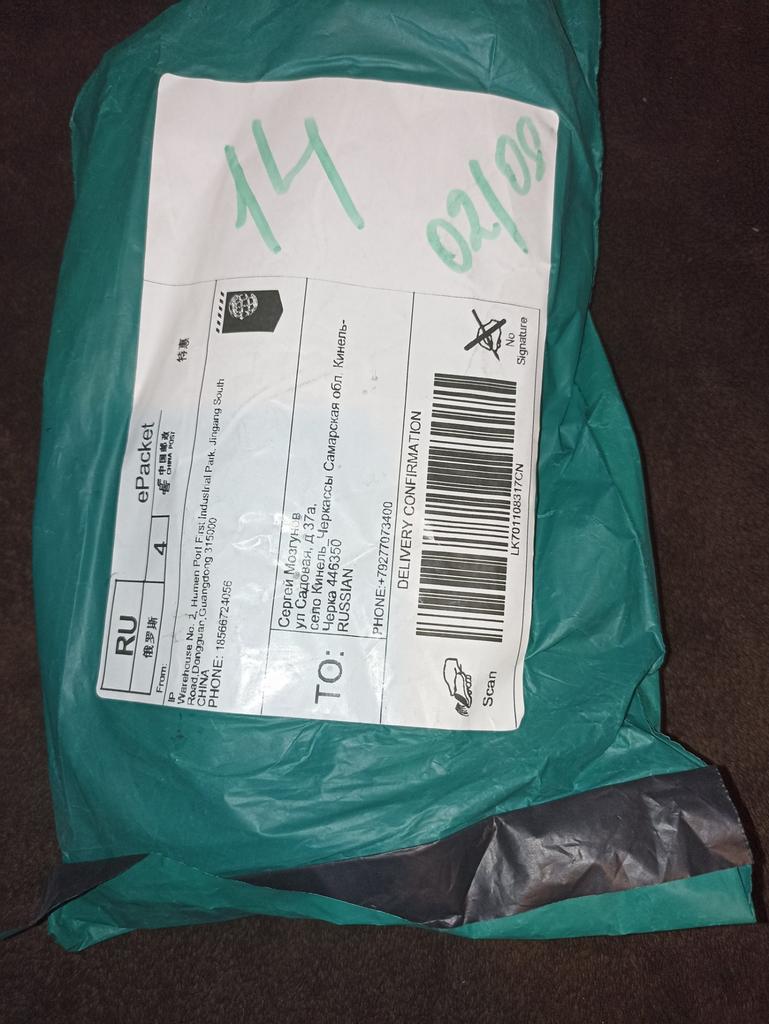 14
02/09
RU
俄罗斯
4
ePacket
中国邮政
CHINA POST
特惠
From:
IP
Warehouse No. 2, Humen Port First Industrial Park, Jingang South
Road,Dongguan,Guangdong 315000
CHINA
PHONE: 18566724056
TO:
Сергей Мозгунов
ул Садовая, д 37а,
село Кинель- Черкассы Самарская обл, Кинель-
Черка 446350
RUSSIAN
PHONE:+79277073400
DELIVERY CONFIRMATION
Scan
LK701108317CN
No
Signature